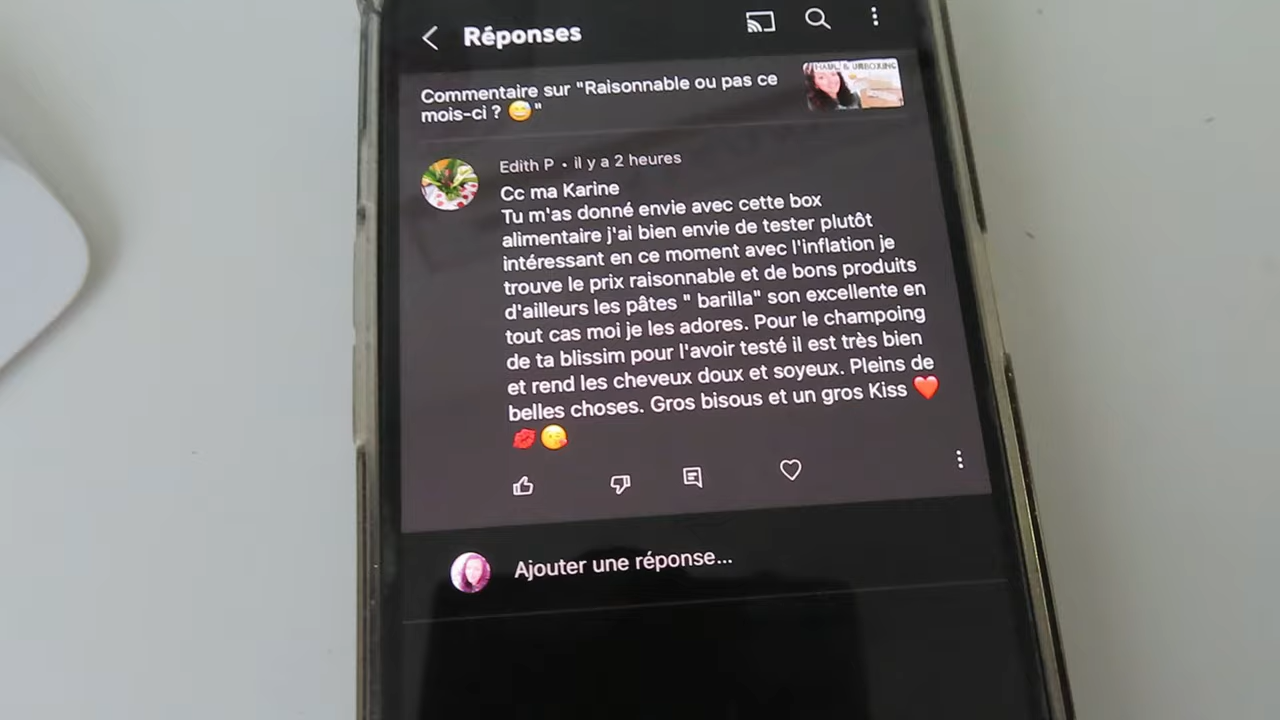 Réponses
Commentaire sur "Raisonnable ou pas ce
mois-ci ? 😅"
HAUL & UNBOXING
Edith P • il y a 2 heures
Cc ma Karine
Tu m'as donné envie avec cette box
alimentaire j'ai bien envie de tester plutôt
intéressant en ce moment avec l'inflation je
trouve le prix raisonnable et de bons produits
d'ailleurs les pâtes " barilla" son excellente en
tout cas moi je les adores. Pour le champoing
de ta blissim pour l'avoir testé il est très bien
et rend les cheveux doux et soyeux. Pleins de
belles choses. Gros bisous et un gros Kiss ❤️
💋😘
Ajouter une réponse...